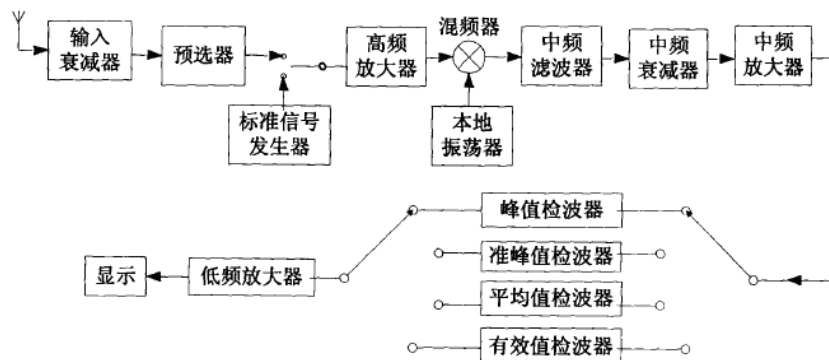 输入
衰减器
预选器
标准信号
发生器
高频
放大器
混频器
本地
振荡器
中频
滤波器
中频
衰减器
中频
放大器
峰值检波器
准峰值检波器
平均值检波器
有效值检波器
低频放大器
显示